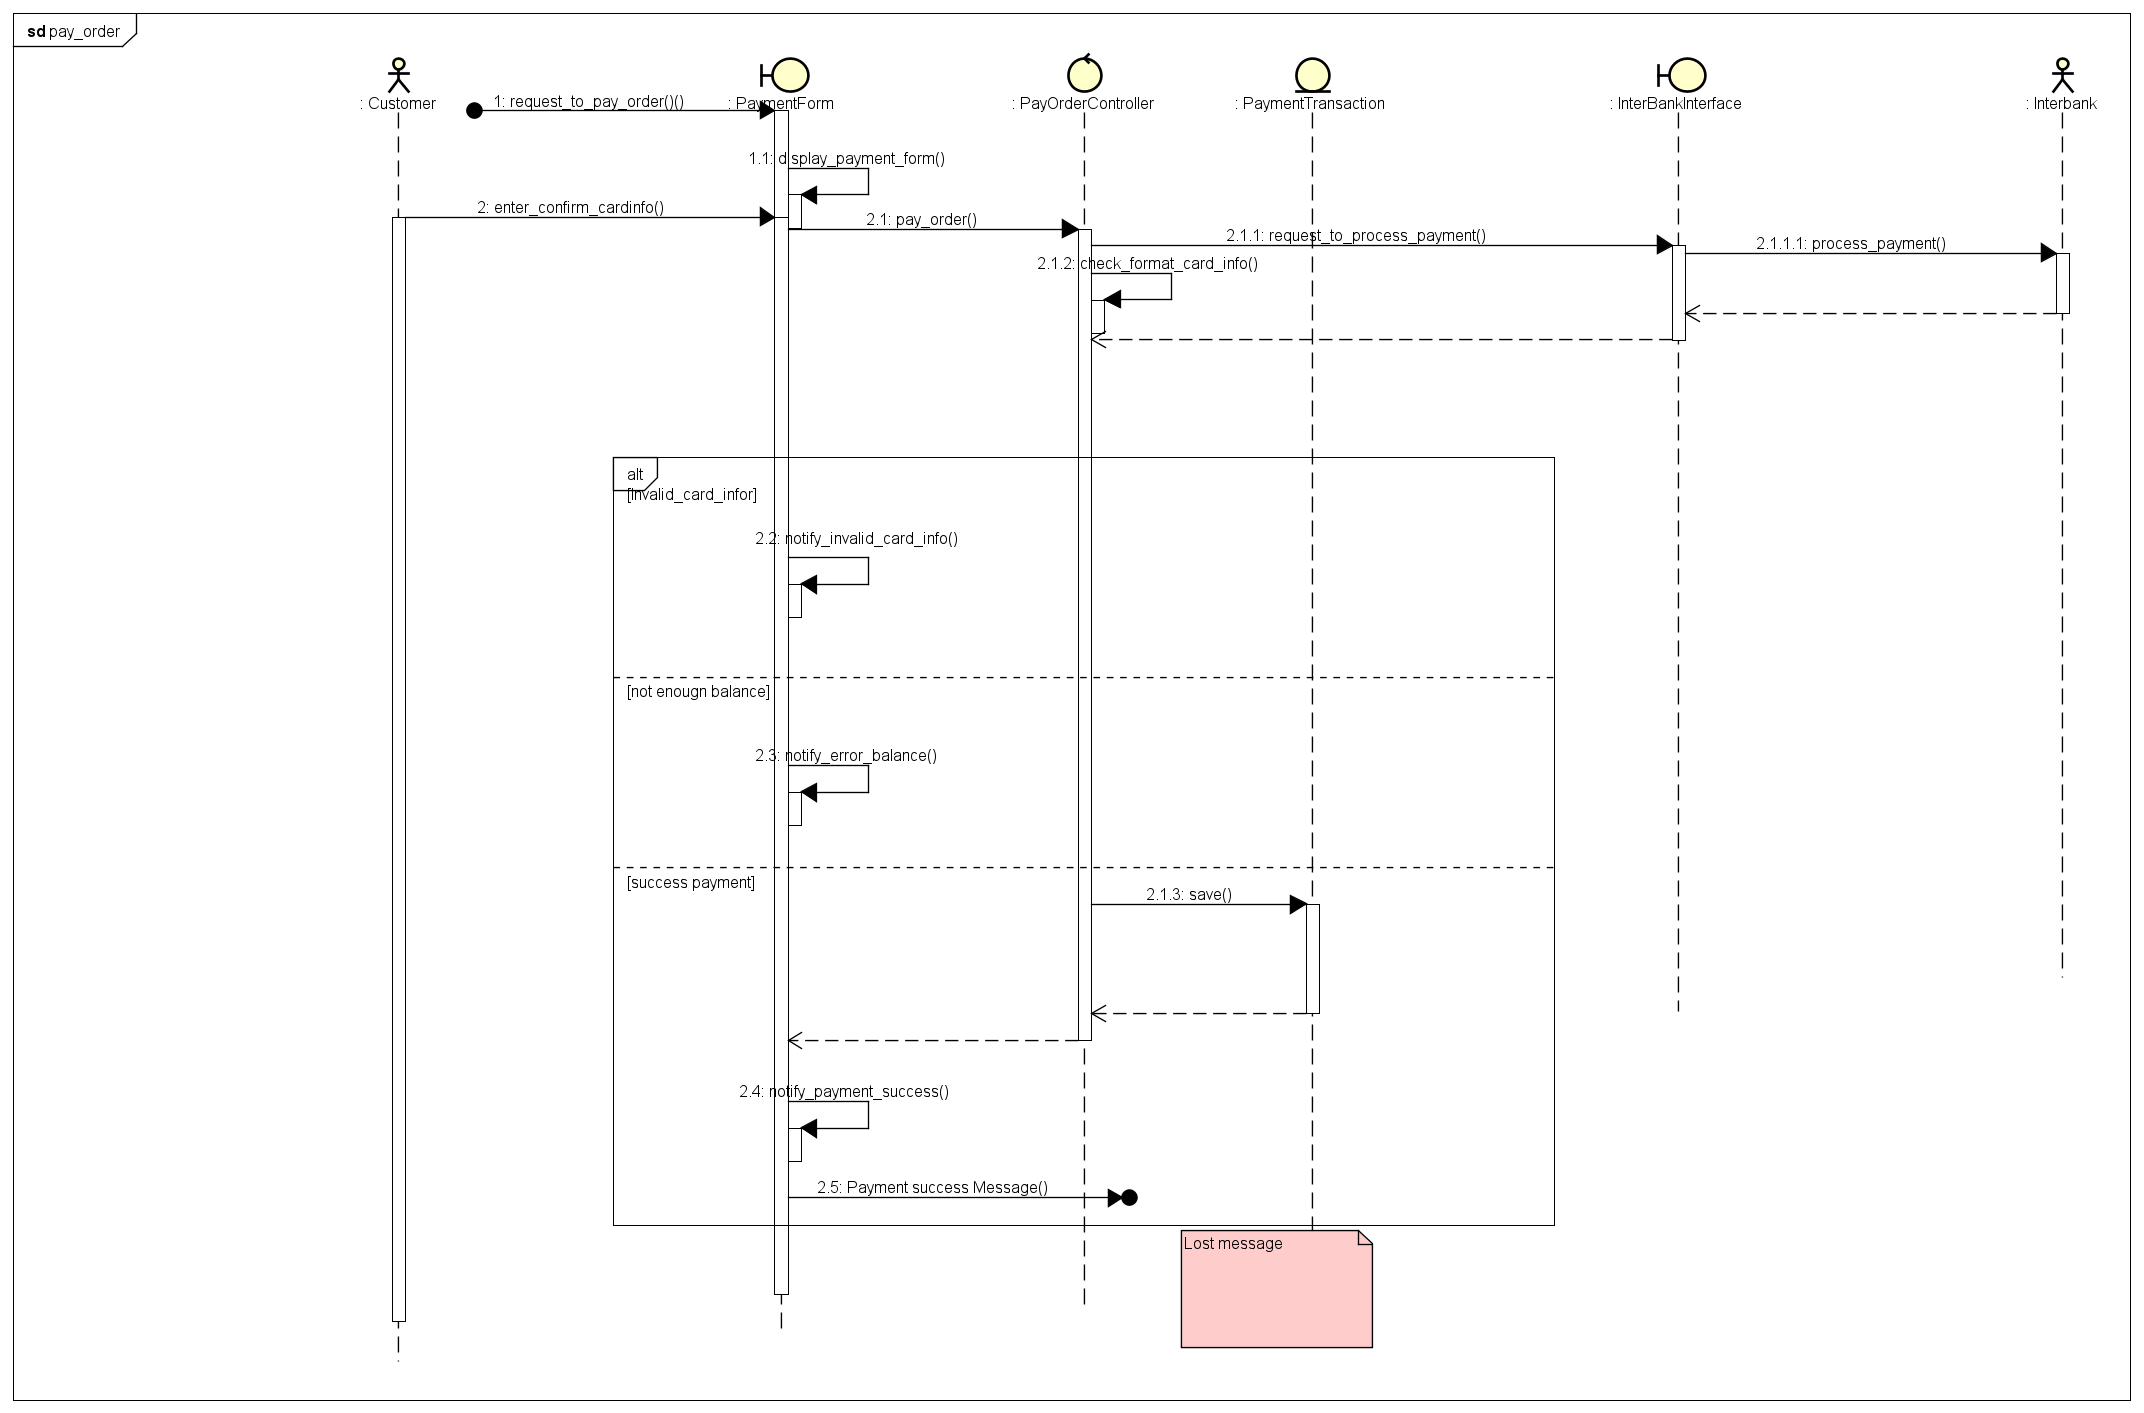 sd pay_order
: Customer
: PaymentForm
: PayOrderController
: PaymentTransaction
: InterBankInterface
: Interbank
1: request_to_pay_order()()
1.1: display_payment_form()
2: enter_confirm_cardinfo()
2.1: pay_order()
2.1.1: request_to_process_payment()
2.1.1.1: process_payment()
2.1.2: check_format_card_info()
alt
[invalid_card_infor]
2.2: notify_invalid_card_info()
[not enougn balance]
2.3: notify_error_balance()
[success payment]
2.1.3: save()
2.4: notify_payment_success()
2.5: Payment success Message()
Lost message